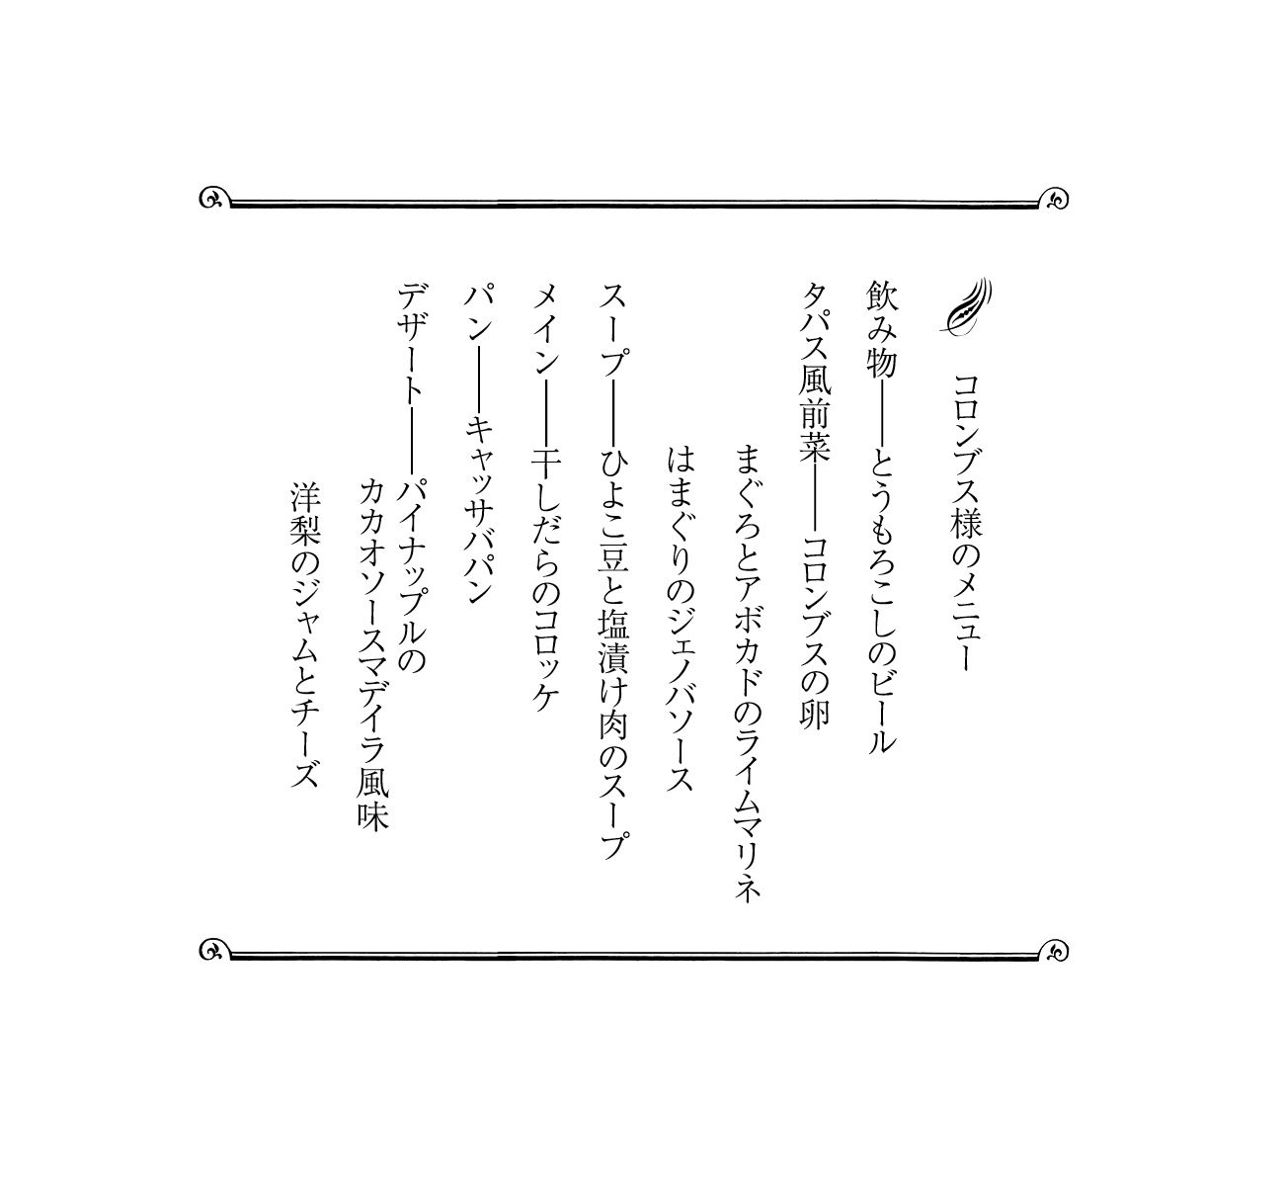 コロンブス様のメニュー
飲み物――とうもろこしのビール
タパス風前菜――コロンブスの卵
まぐろとアボカドのライムマリネ
はまぐりのジェノバソース
スープ――ひよこ豆と塩漬け肉のスープ
メイン――干しだらのコロッケ
パン――キャッサバパン
デザート――パイナップルの
カカオソースマデイラ風味
洋梨のジャムとチーズ